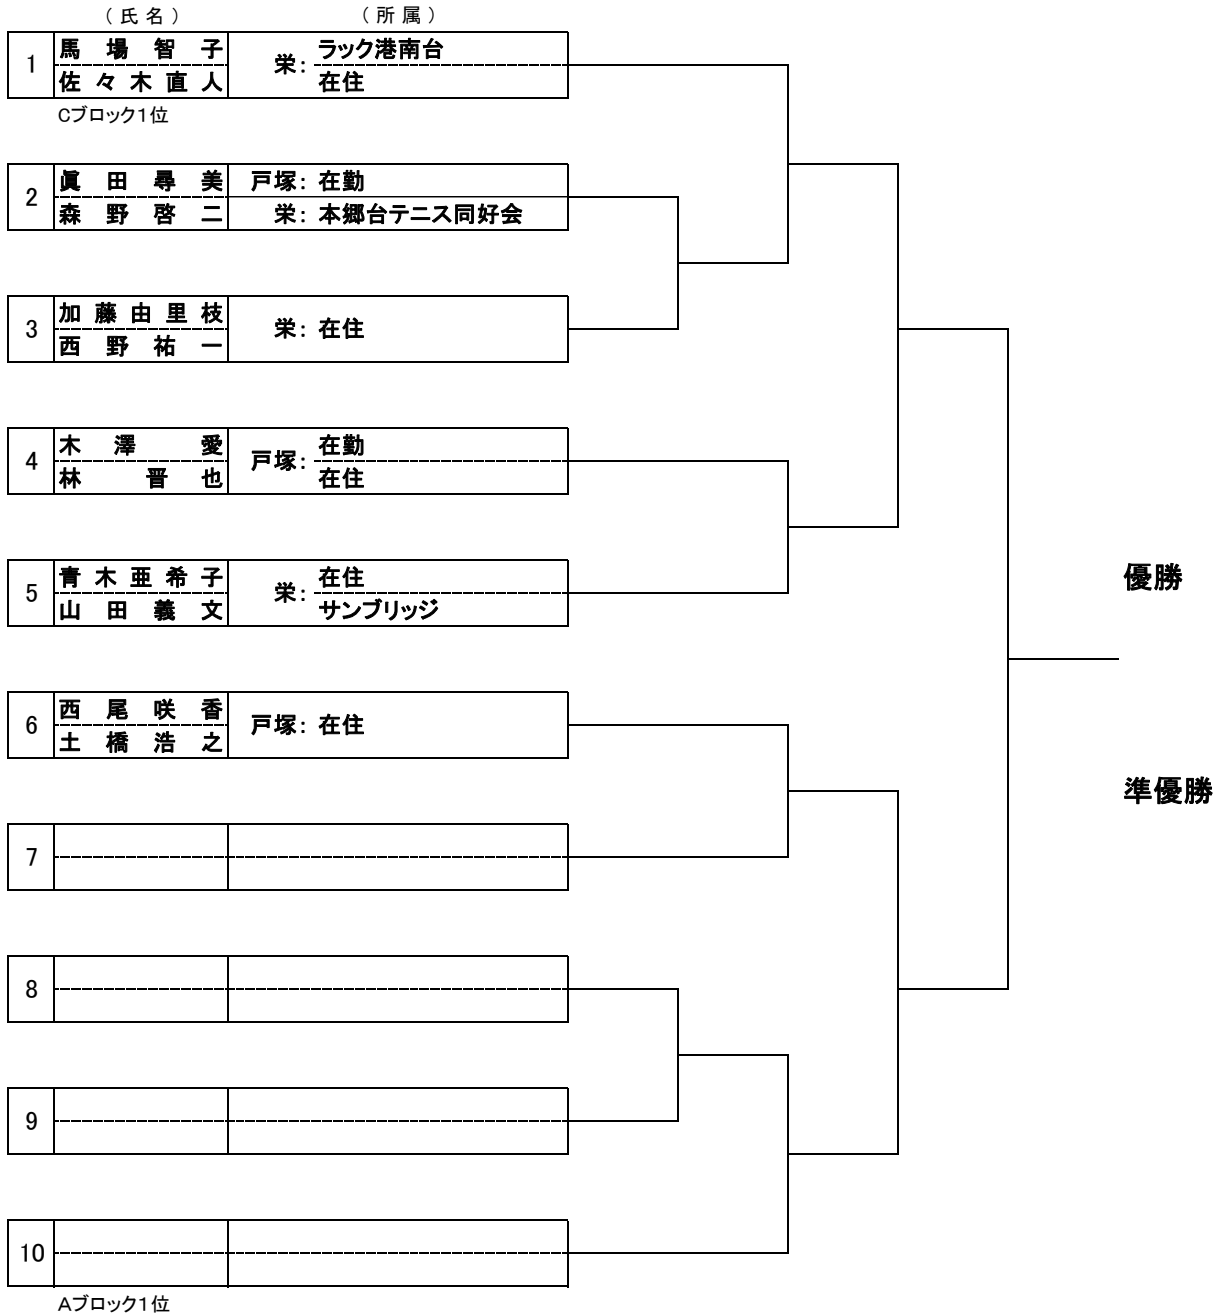 （氏名） （所属）
1 馬場智子 栄： ラック港南台
佐々木直人 在住
Cブロック1位
2 眞田尋美 戸塚： 在勤
森野啓二 栄： 本郷台テニス同好会
3 加藤由里枝 栄： 在住
西野祐一
4 木澤愛 戸塚： 在勤
林晋也 在住
5 青木亜希子 栄： 在住
山田義文 サンブリッジ
優勝
6 西尾咲香 戸塚： 在住
土橋浩之
準優勝
7
8
9
10
Aブロック1位